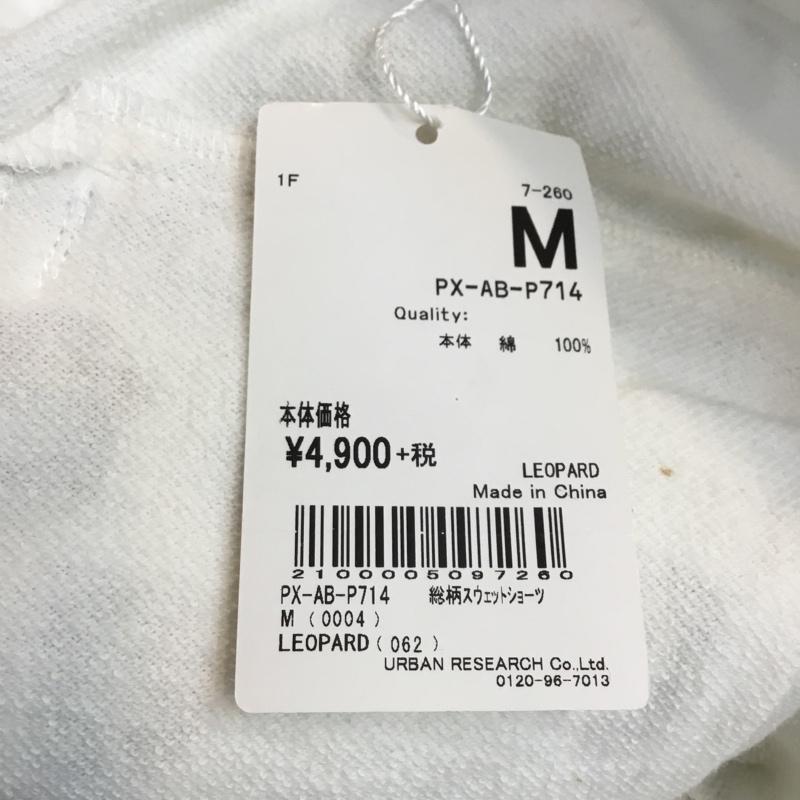 1F
7-260
M
PX-AB-P714
Quality:
本体 綿 100%
本体価格
¥4,900+税
LEOPARD
Made in China
2100005097260
PX-AB-P714 総柄スウェットショーツ
M (0004)
LEOPARD (062)
URBAN RESEARCH Co.,Ltd.
0120-96-7013